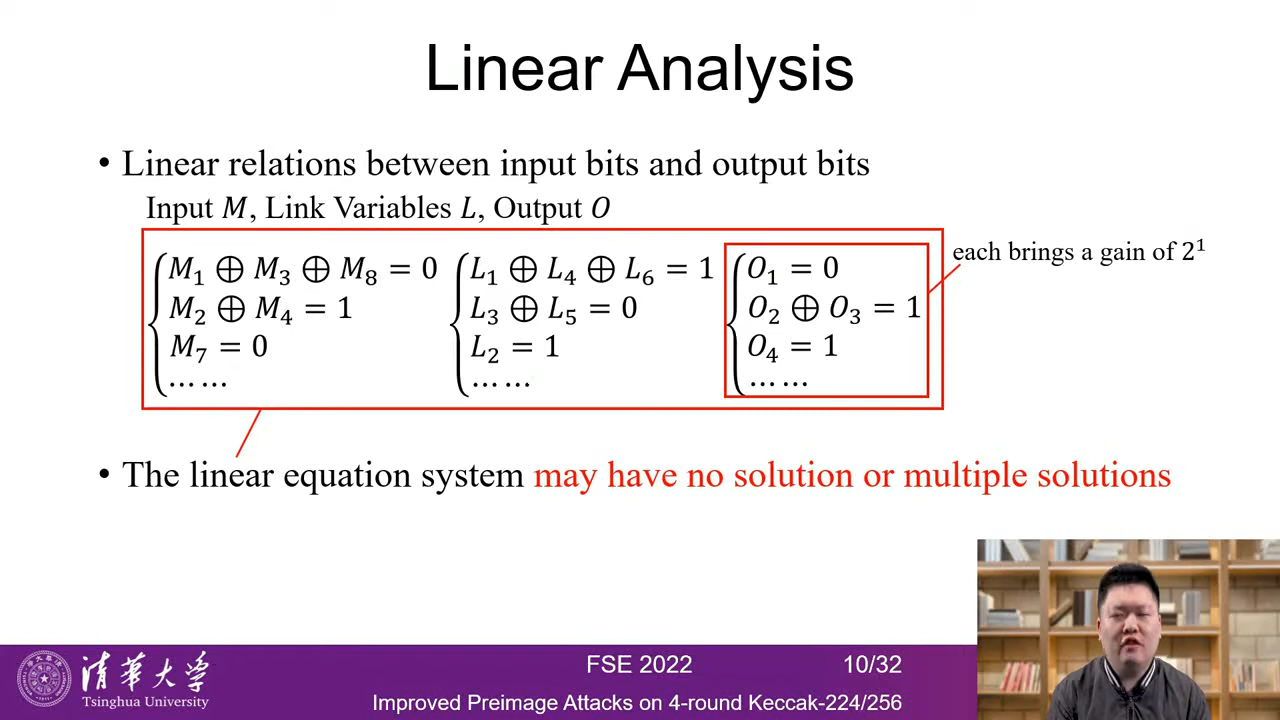 Linear Analysis
• Linear relations between input bits and output bits
Input 𝑀, Link Variables 𝐿, Output 𝑂
𝑀₁ ⊕ 𝑀₃ ⊕ 𝑀₈ = 0
𝑀₂ ⊕ 𝑀₄ = 1
𝑀₇ = 0
... ...
𝐿₁ ⊕ 𝐿₄ ⊕ 𝐿₆ = 1
𝐿₃ ⊕ 𝐿₅ = 0
𝐿₂ = 1
... ...
𝑂₁ = 0
𝑂₂ ⊕ 𝑂₃ = 1
𝑂₄ = 1
... ...
each brings a gain of 2¹
• The linear equation system may have no solution or multiple solutions
清华大学
Tsinghua University
FSE 2022
10/32
Improved Preimage Attacks on 4-round Keccak-224/256